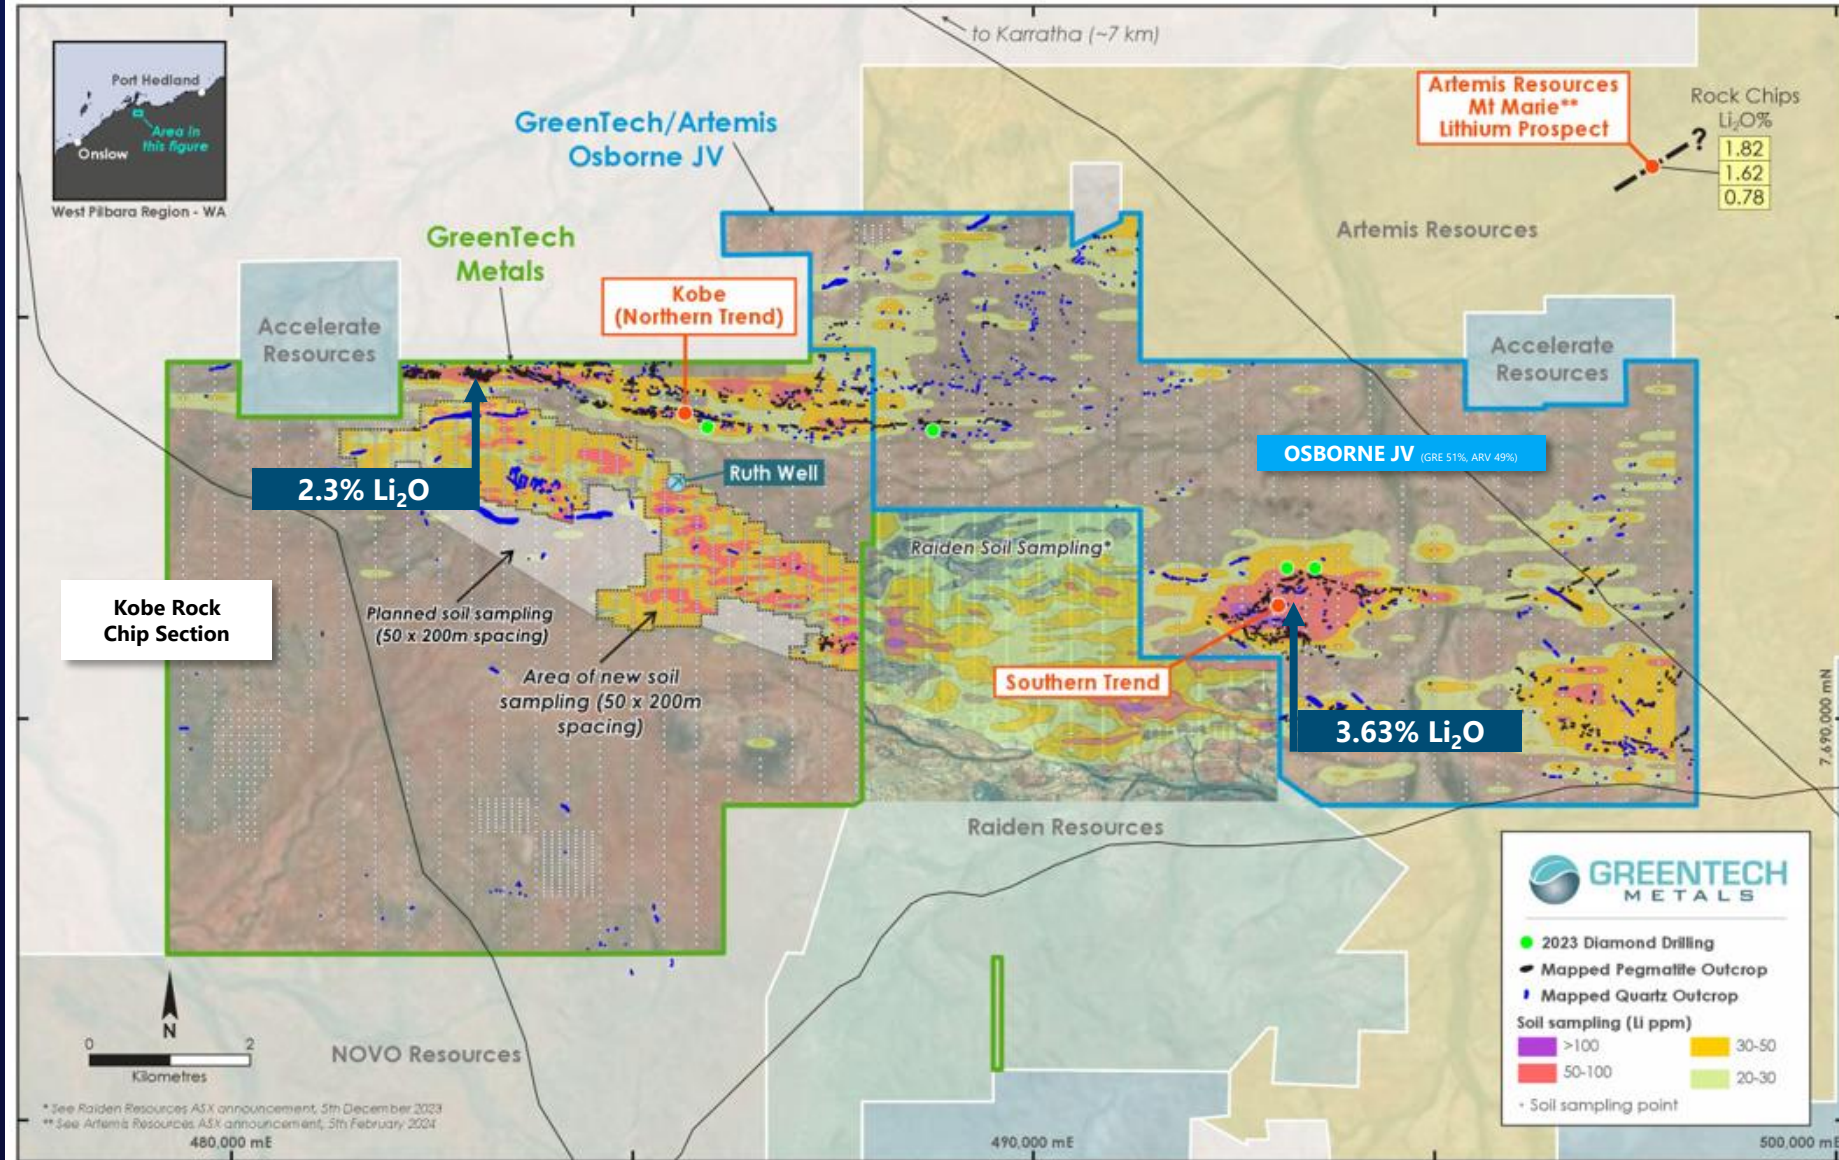 to Karratha (~7 km)
Port Hedland
Area in
this figure
Onslow
West Pilbara Region - WA
GreenTech/Artemis
Osborne JV
Artemis Resources
Mt Marie**
Lithium Prospect
Rock Chips
Li₂O%
?
1.82
1.62
0.78
Artemis Resources
GreenTech
Metals
Kobe
(Northern Trend)
Accelerate
Resources
Accelerate
Resources
Ruth Well
OSBORNE JV (GRE 51%, ARV 49%)
2.3% Li₂O
Raiden Soil Sampling*
Kobe Rock
Chip Section
Planned soil sampling
(50 x 200m spacing)
Area of new soil
sampling (50 x 200m
spacing)
Southern Trend
3.63% Li₂O
7,690,000 mN
Raiden Resources
GREENTECH
METALS
2023 Diamond Drilling
Mapped Pegmatite Outcrop
Mapped Quartz Outcrop
Soil sampling (Li ppm)
>100
30-50
50-100
20-30
Soil sampling point
N
0 2
Kilometres
NOVO Resources
* See Raiden Resources ASX announcement, 5th December 2023
** See Artemis Resources ASX announcement, 5th February 2024
480,000 mE
490,000 mE
500,000 mE